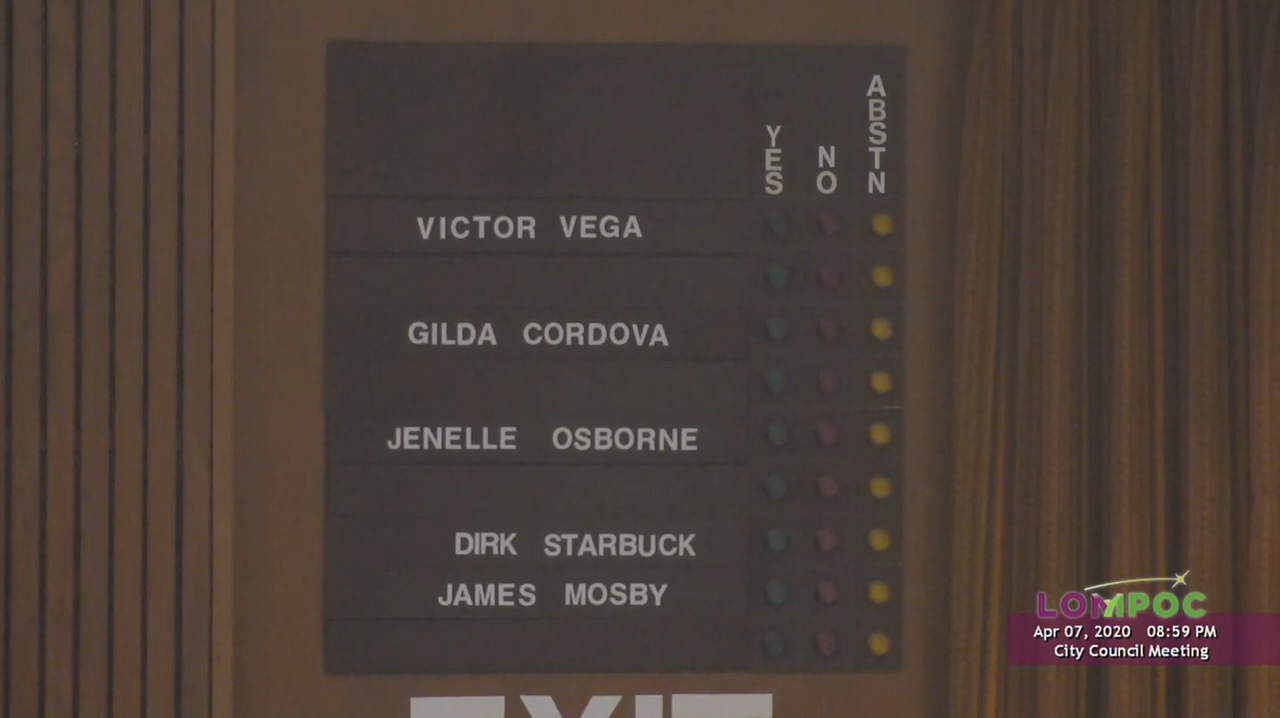 YES NO ABSTN
VICTOR VEGA
GILDA CORDOVA
JENELLE OSBORNE
DIRK STARBUCK
JAMES MOSBY
EXIT
LOMPOC
Apr 07, 2020 08:59 PM
City Council Meeting